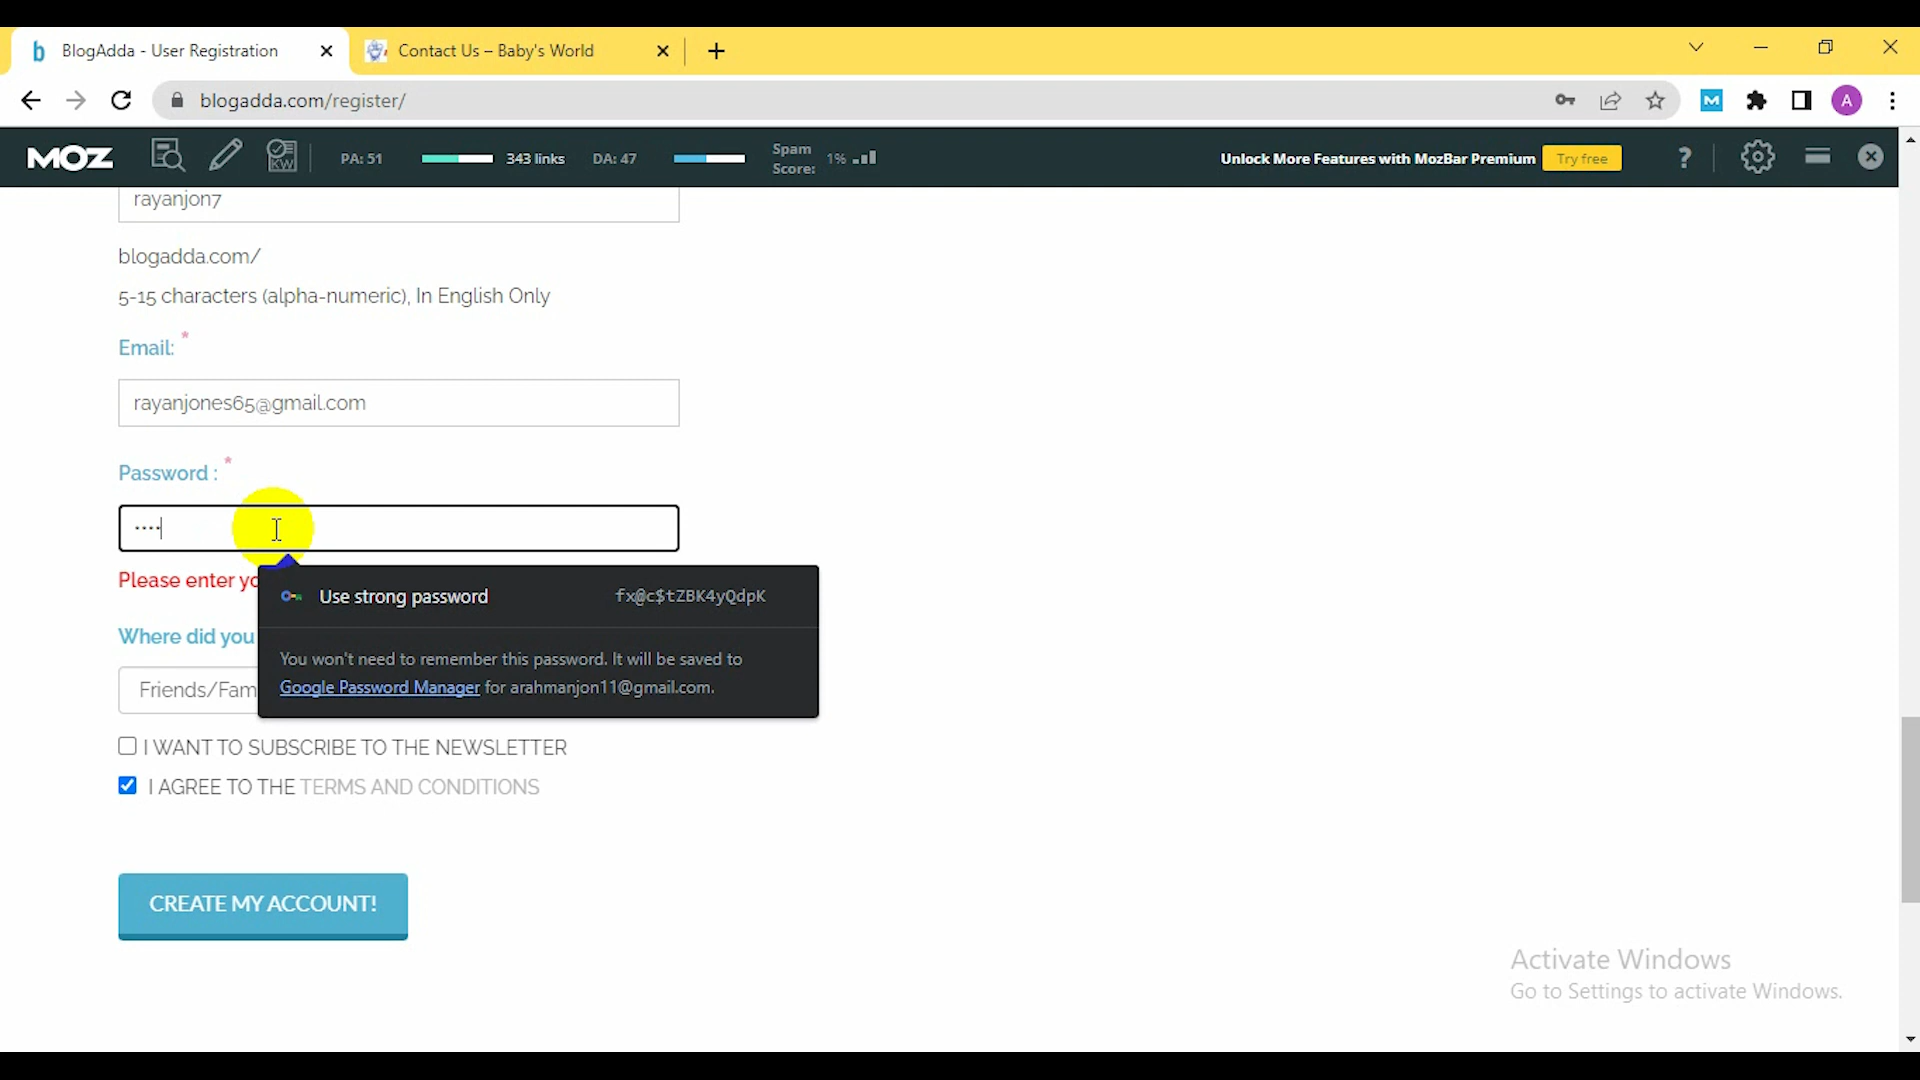 BlogAdda - User Registration
Contact Us – Baby's World
blogadda.com/register/
A
MOZ
KW
PA: 51
343 links
DA: 47
Spam Score:
1%
Unlock More Features with MozBar Premium
Try free
?
rayanjon7
blogadda.com/
5-15 characters (alpha-numeric), In English Only
Email: *
rayanjones65@gmail.com
Password : *
••••
Please enter yo
Use strong password
fx@c$tZBK4yQdpK
Where did you
You won't need to remember this password. It will be saved to
Google Password Manager for arahmanjon11@gmail.com.
Friends/Fam
I WANT TO SUBSCRIBE TO THE NEWSLETTER
I AGREE TO THE TERMS AND CONDITIONS
CREATE MY ACCOUNT!
Activate Windows
Go to Settings to activate Windows.